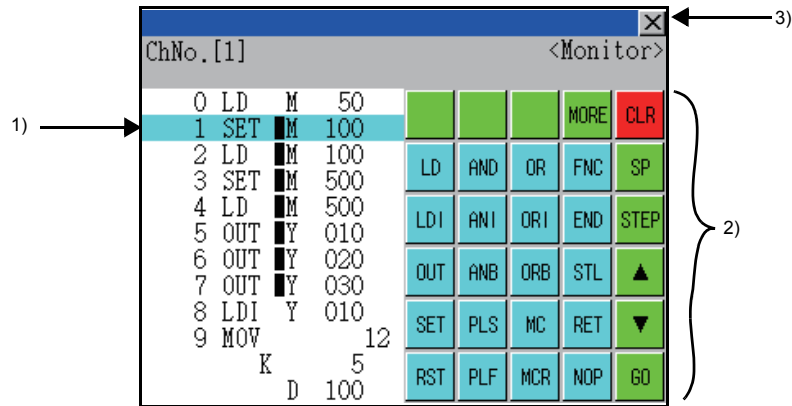 3)
ChNo.[1] <Monitor>
0 LD M 50
1) 1 SET M 100
2 LD M 100
3 SET M 500
4 LD M 500
5 OUT Y 010
6 OUT Y 020
7 OUT Y 030
8 LDI Y 010
9 MOV 12
K 5
D 100
MORE CLR
LD AND OR FNC SP
LDI ANI ORI END STEP
2)
OUT ANB ORB STL ▲
SET PLS MC RET ▼
RST PLF MCR NOP GO